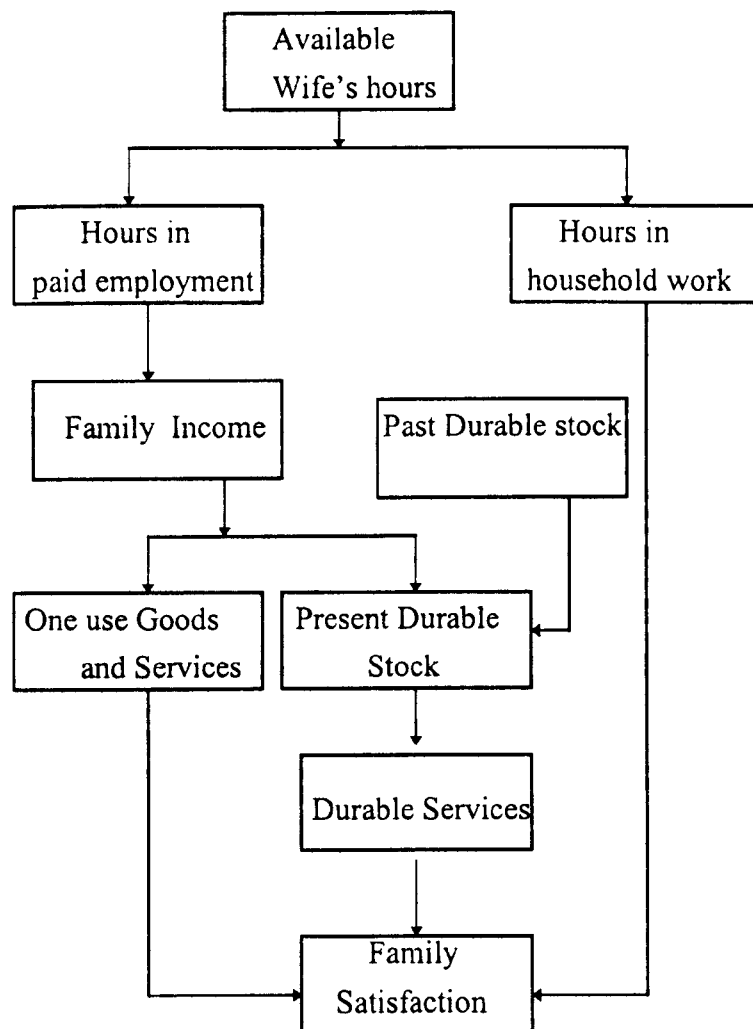 Available
Wife's hours
Hours in
paid employment
Hours in
household work
Family Income
Past Durable stock
One use Goods
and Services
Present Durable
Stock
Durable Services
Family
Satisfaction